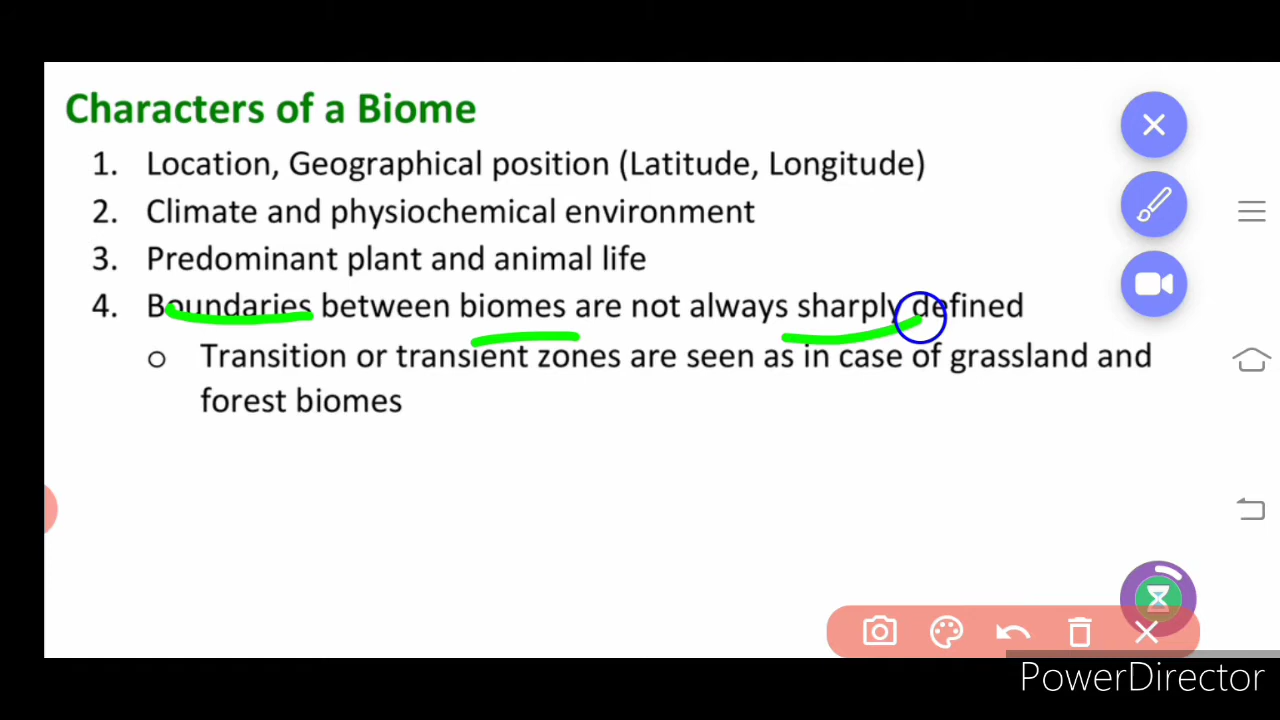 Characters of a Biome
1. Location, Geographical position (Latitude, Longitude)
2. Climate and physiochemical environment
3. Predominant plant and animal life
4. Boundaries between biomes are not always sharply defined
o Transition or transient zones are seen as in case of grassland and
forest biomes
PowerDirector